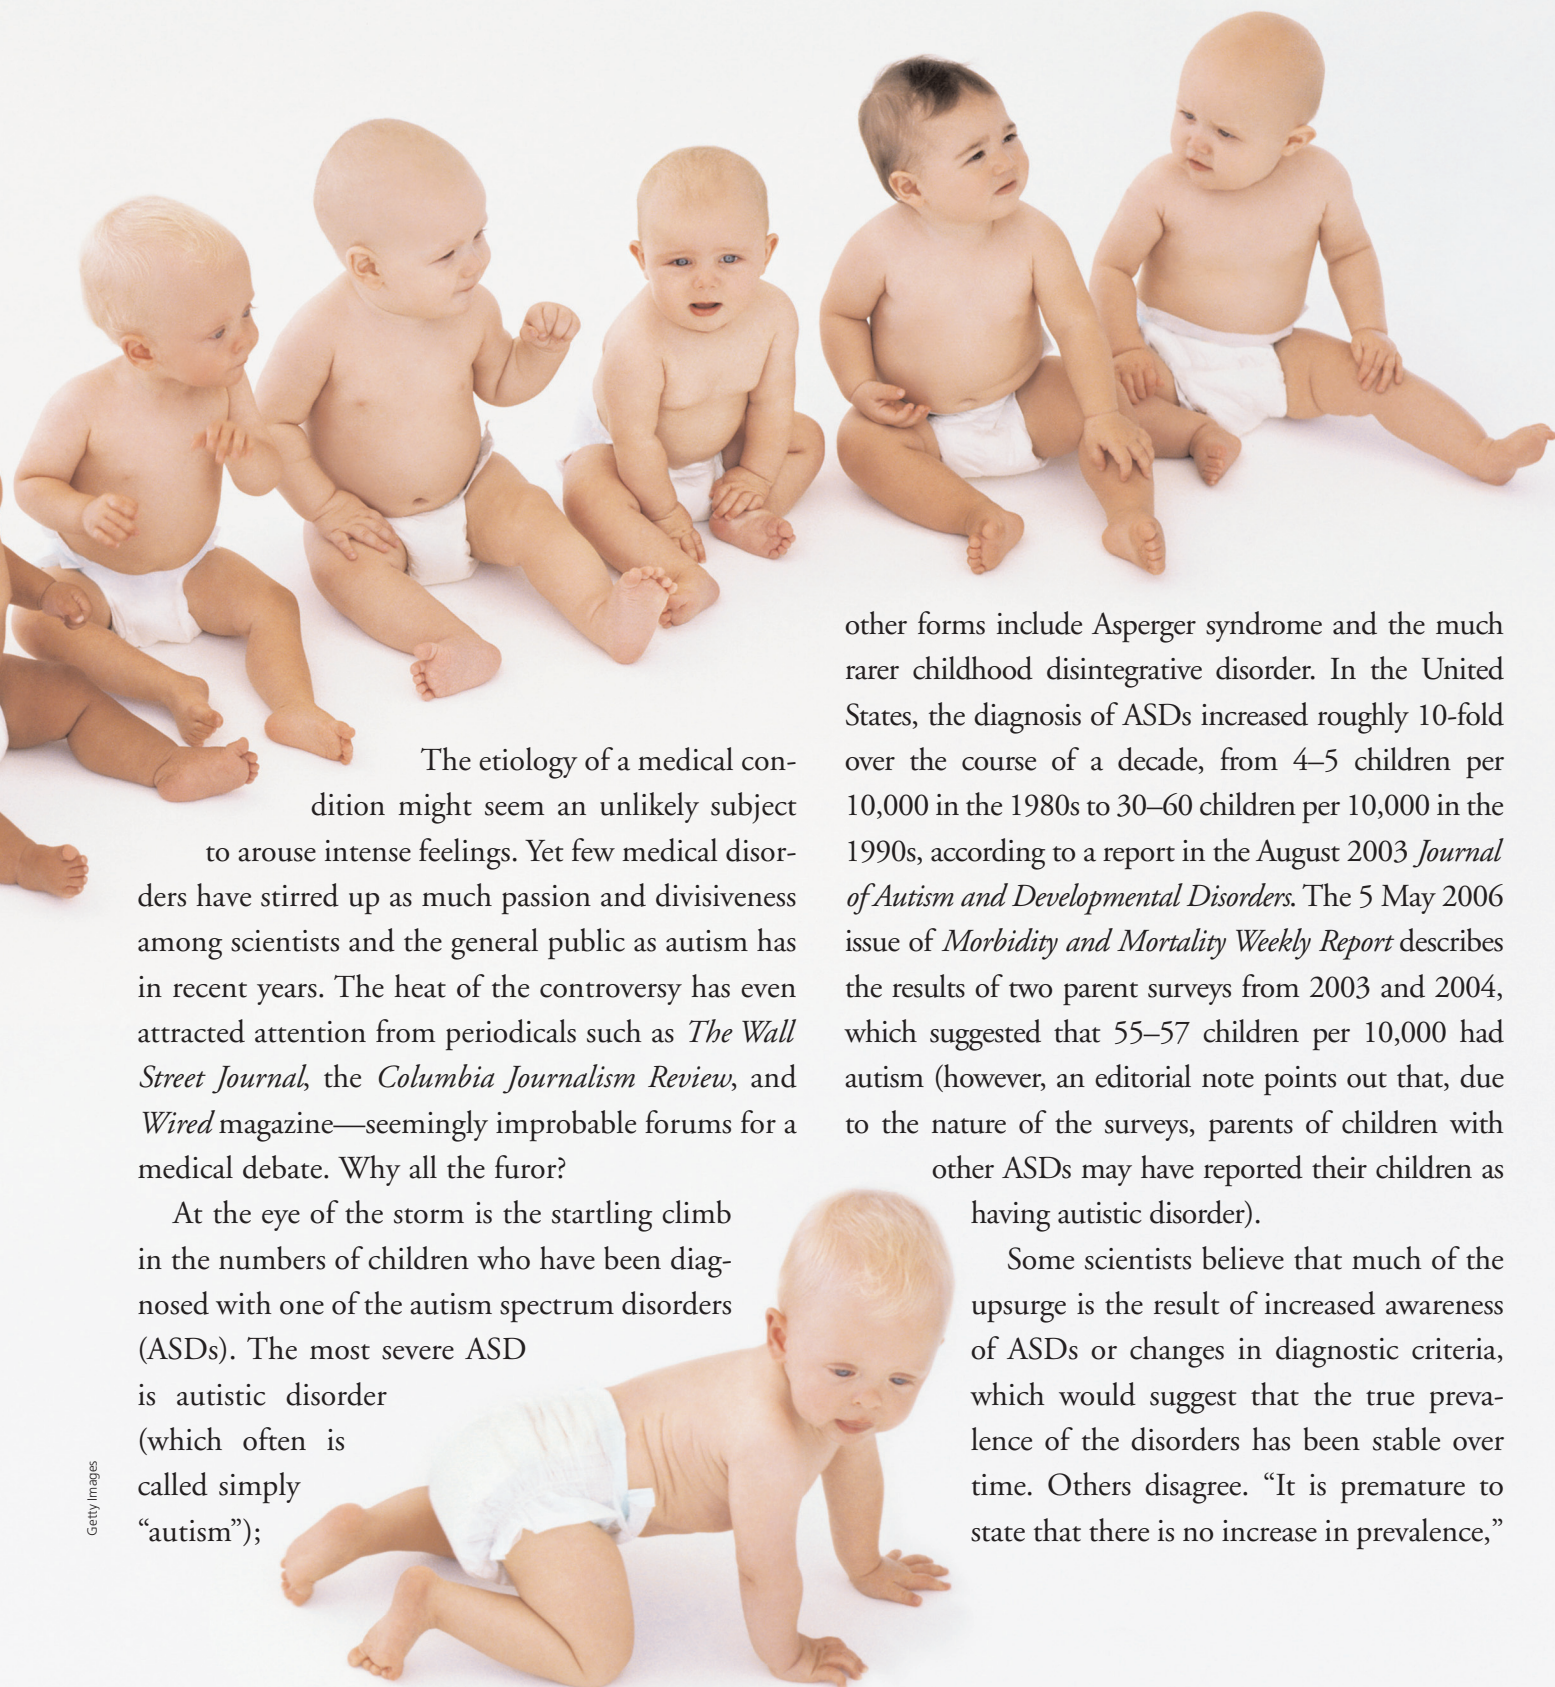 The etiology of a medical con-
dition might seem an unlikely subject
to arouse intense feelings. Yet few medical disor-
ders have stirred up as much passion and divisiveness
among scientists and the general public as autism has
in recent years. The heat of the controversy has even
attracted attention from periodicals such as The Wall
Street Journal, the Columbia Journalism Review, and
Wired magazine—seemingly improbable forums for a
medical debate. Why all the furor?
At the eye of the storm is the startling climb
in the numbers of children who have been diag-
nosed with one of the autism spectrum disorders
(ASDs). The most severe ASD
is autistic disorder
(which often is
called simply
“autism”);
other forms include Asperger syndrome and the much
rarer childhood disintegrative disorder. In the United
States, the diagnosis of ASDs increased roughly 10-fold
over the course of a decade, from 4–5 children per
10,000 in the 1980s to 30–60 children per 10,000 in the
1990s, according to a report in the August 2003 Journal
of Autism and Developmental Disorders. The 5 May 2006
issue of Morbidity and Mortality Weekly Report describes
the results of two parent surveys from 2003 and 2004,
which suggested that 55–57 children per 10,000 had
autism (however, an editorial note points out that, due
to the nature of the surveys, parents of children with
other ASDs may have reported their children as
having autistic disorder).
Some scientists believe that much of the
upsurge is the result of increased awareness
of ASDs or changes in diagnostic criteria,
which would suggest that the true preva-
lence of the disorders has been stable over
time. Others disagree. “It is premature to
state that there is no increase in prevalence,”
Getty Images